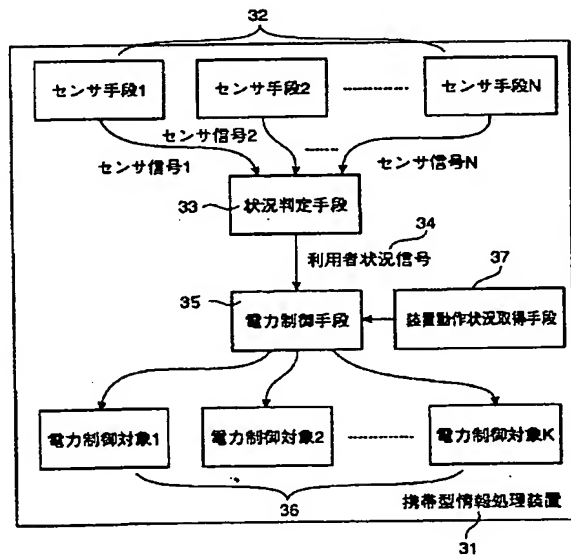 32
センサ手段1
センサ手段2
センサ手段N
センサ信号2
センサ信号1
センサ信号N
33
状況判定手段
34
利用者状況信号
35
37
電力制御手段
装置動作状況取得手段
電力制御対象1
電力制御対象2
電力制御対象K
36
携帯型情報処理装置
31